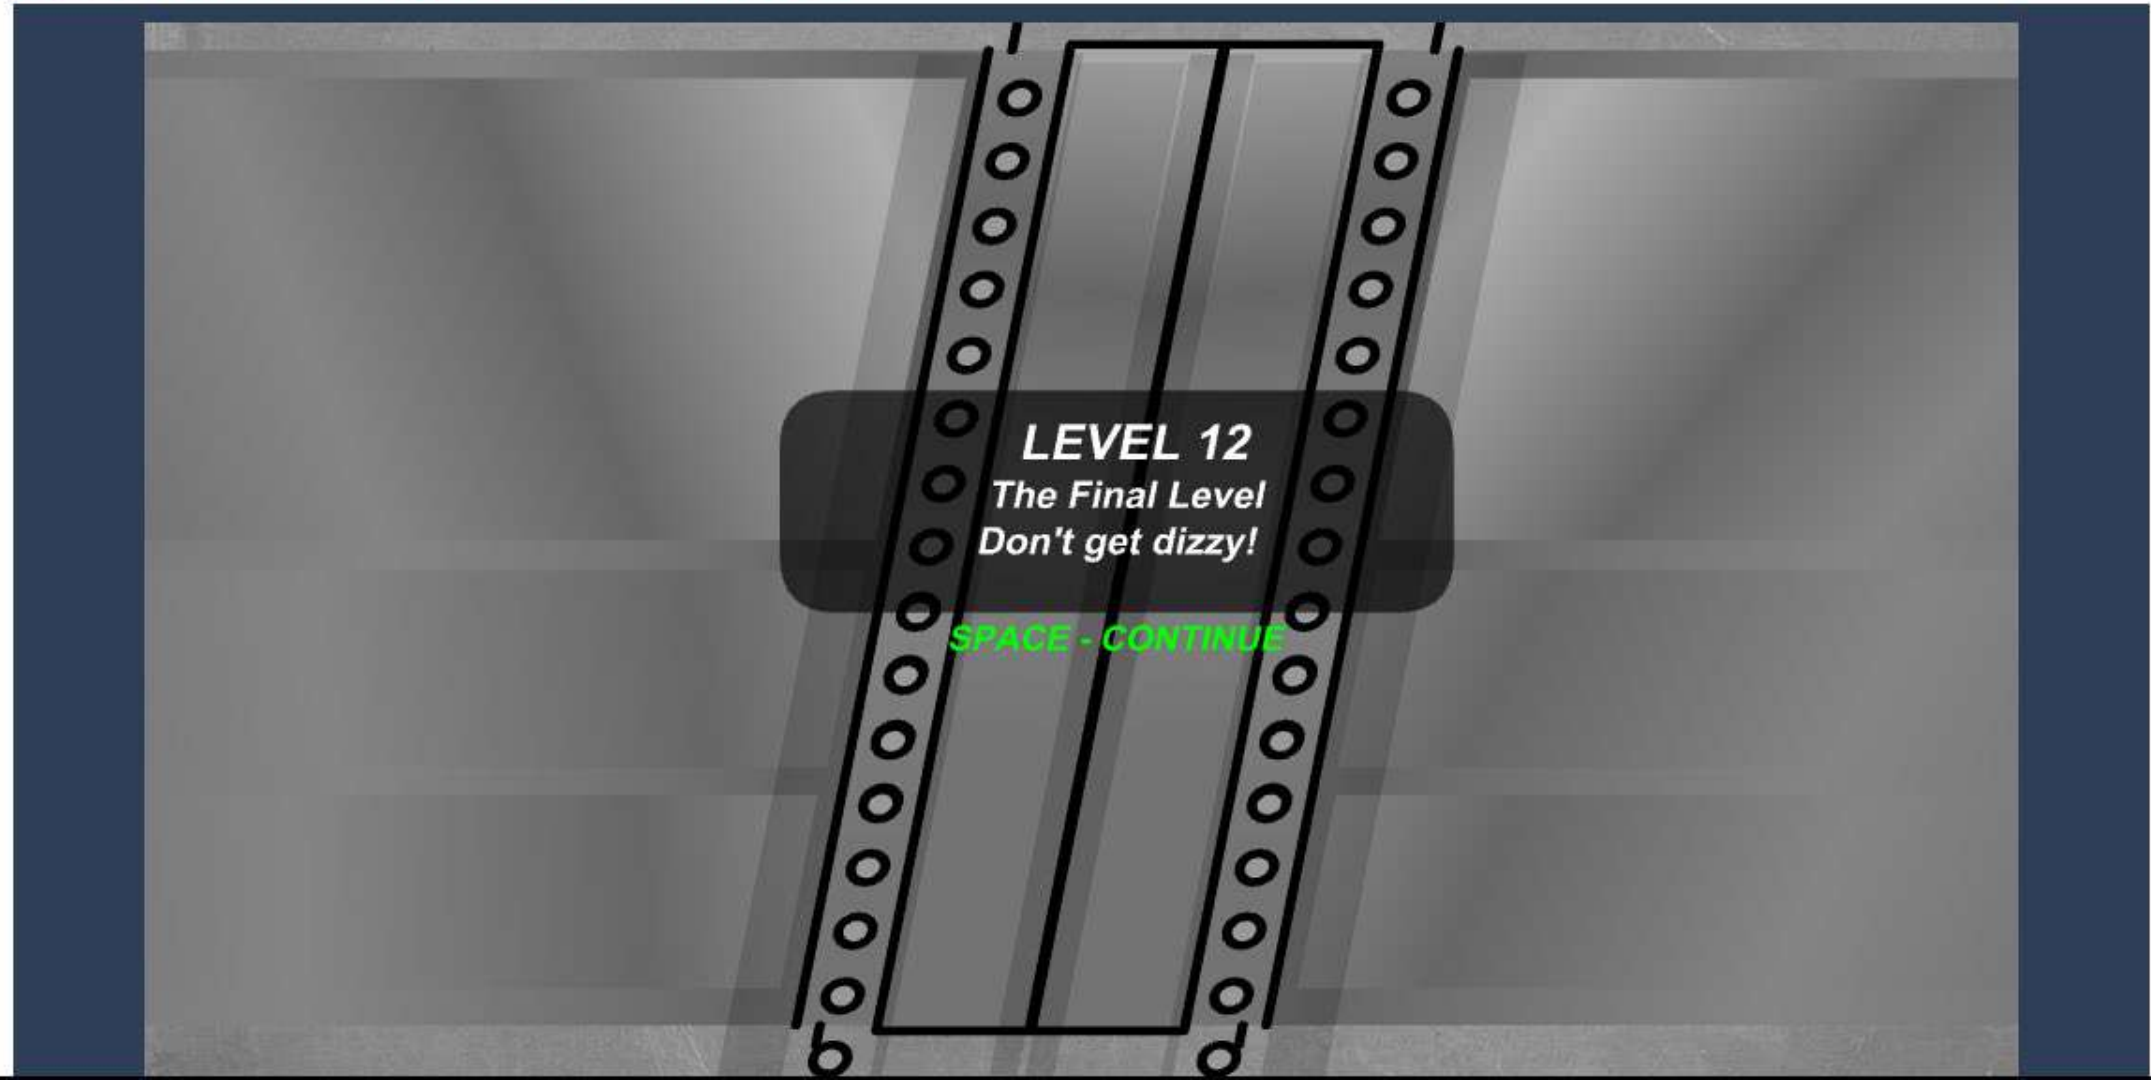 LEVEL 12
The Final Level
Don't get dizzy!
SPACE - CONTINUE